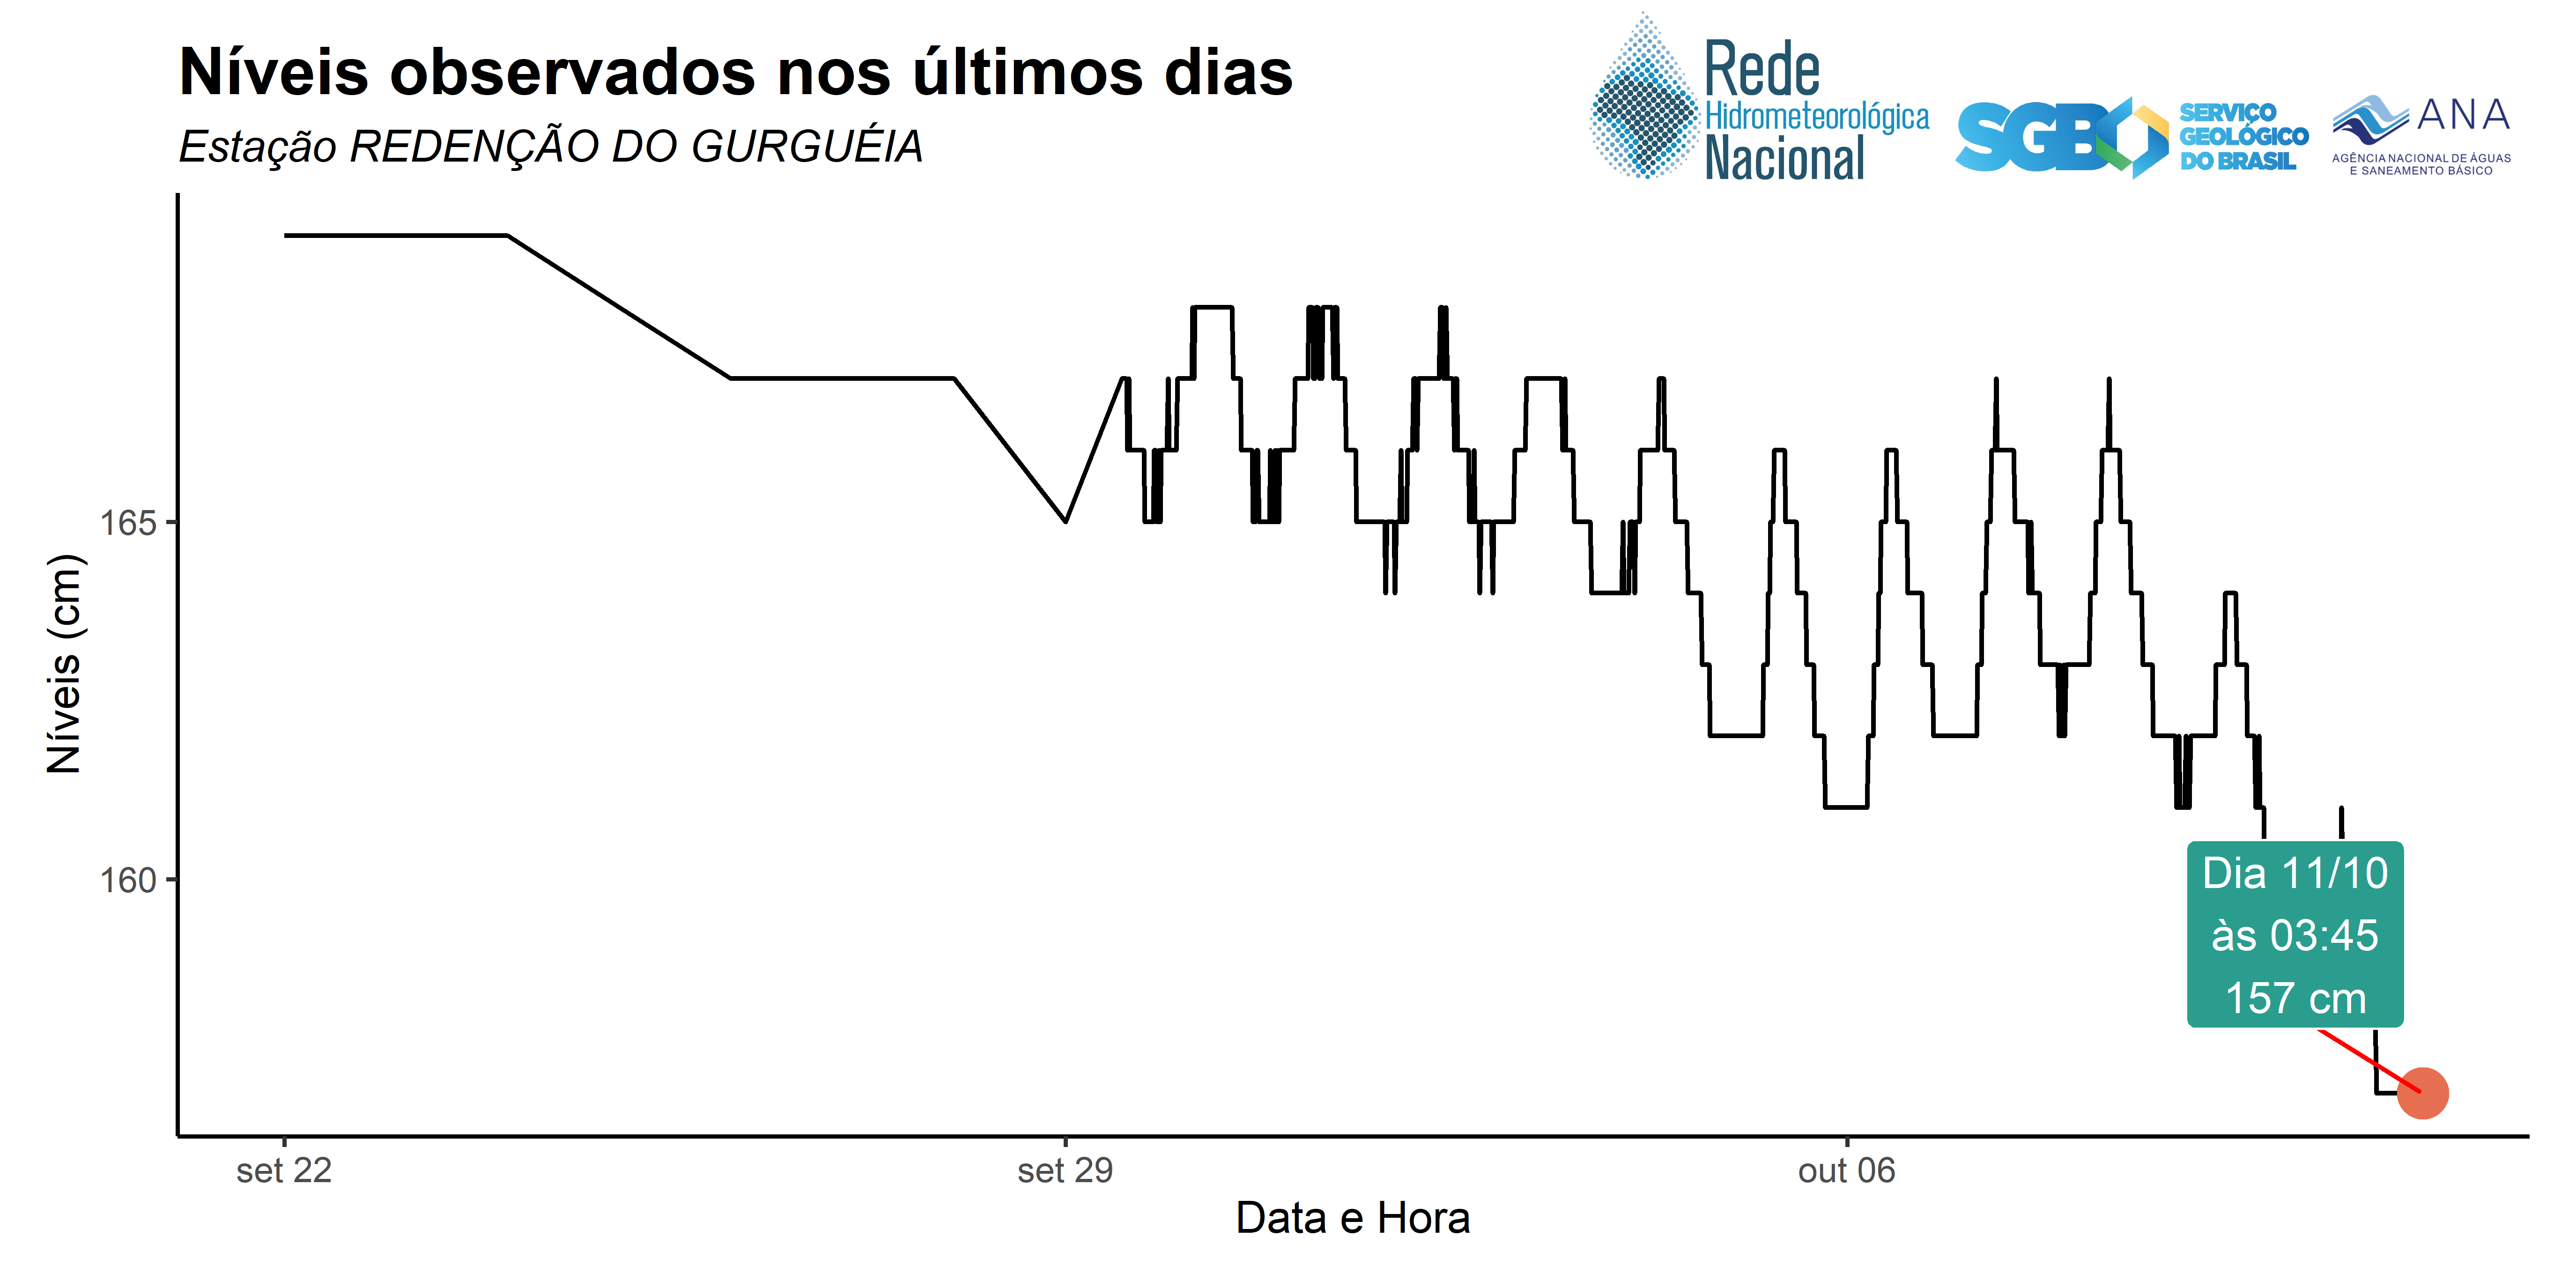 Níveis observados nos últimos dias
Estação REDENÇÃO DO GURGUÉIA
Rede
Hidrometeorológica
Nacional
SGB
SERVIÇO
GEOLÓGICO
DO BRASIL
ANA
AGÊNCIA NACIONAL DE ÁGUAS
E SANEAMENTO BÁSICO
Níveis (cm)
165
160
Dia 11/10
às 03:45
157 cm
set 22
set 29
out 06
Data e Hora